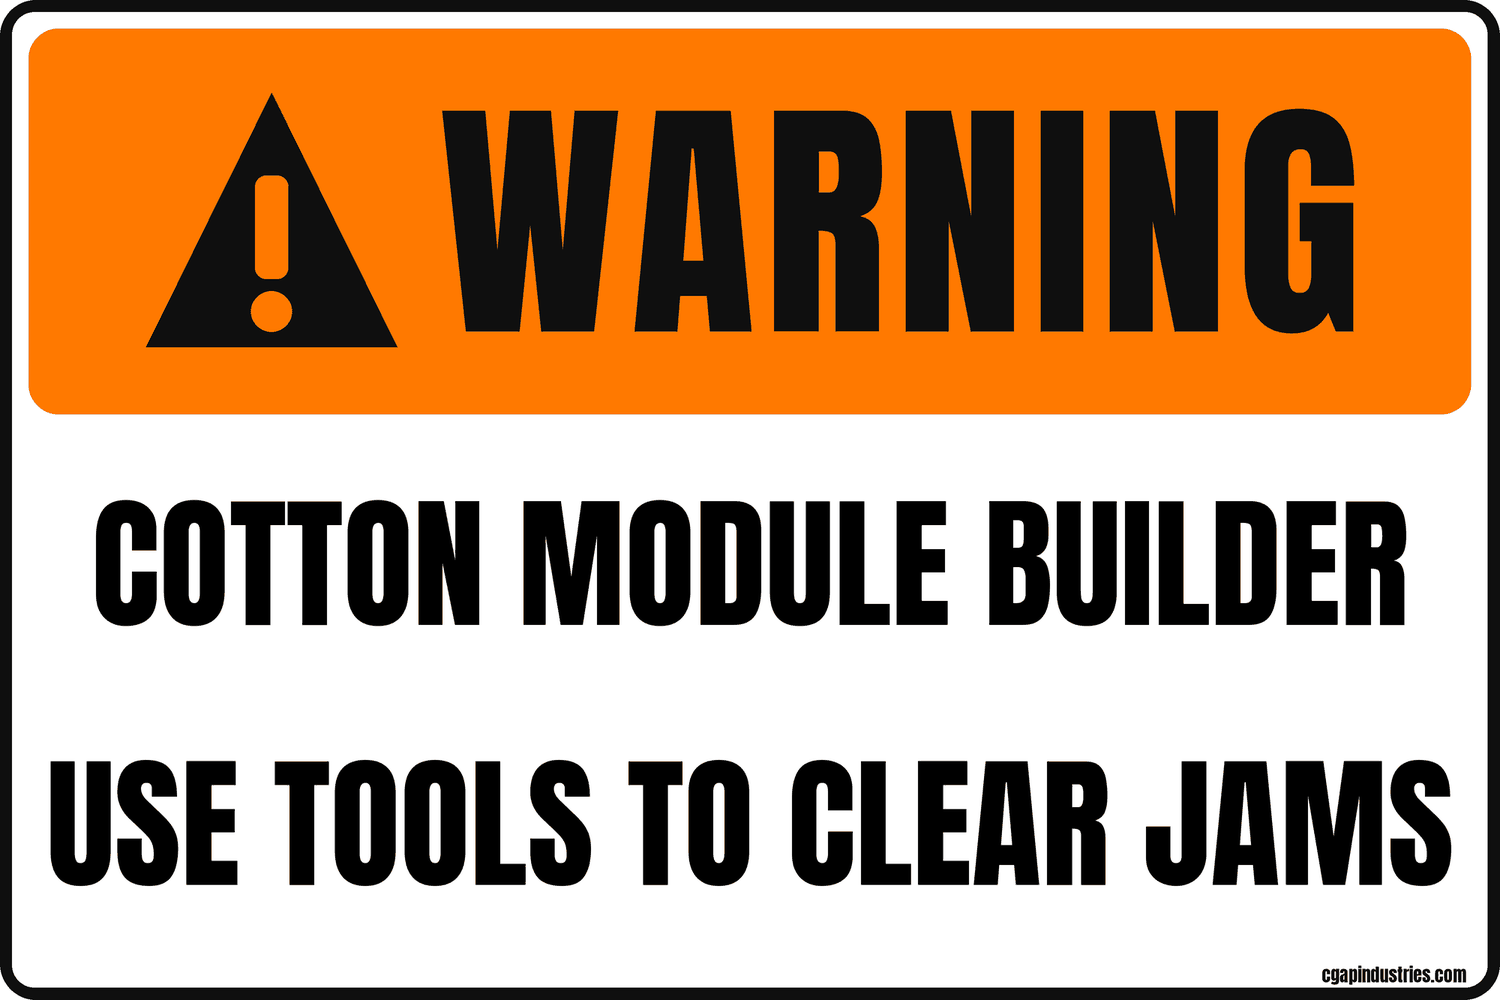 WARNING
COTTON MODULE BUILDER
USE TOOLS TO CLEAR JAMS
cgapindustries.com